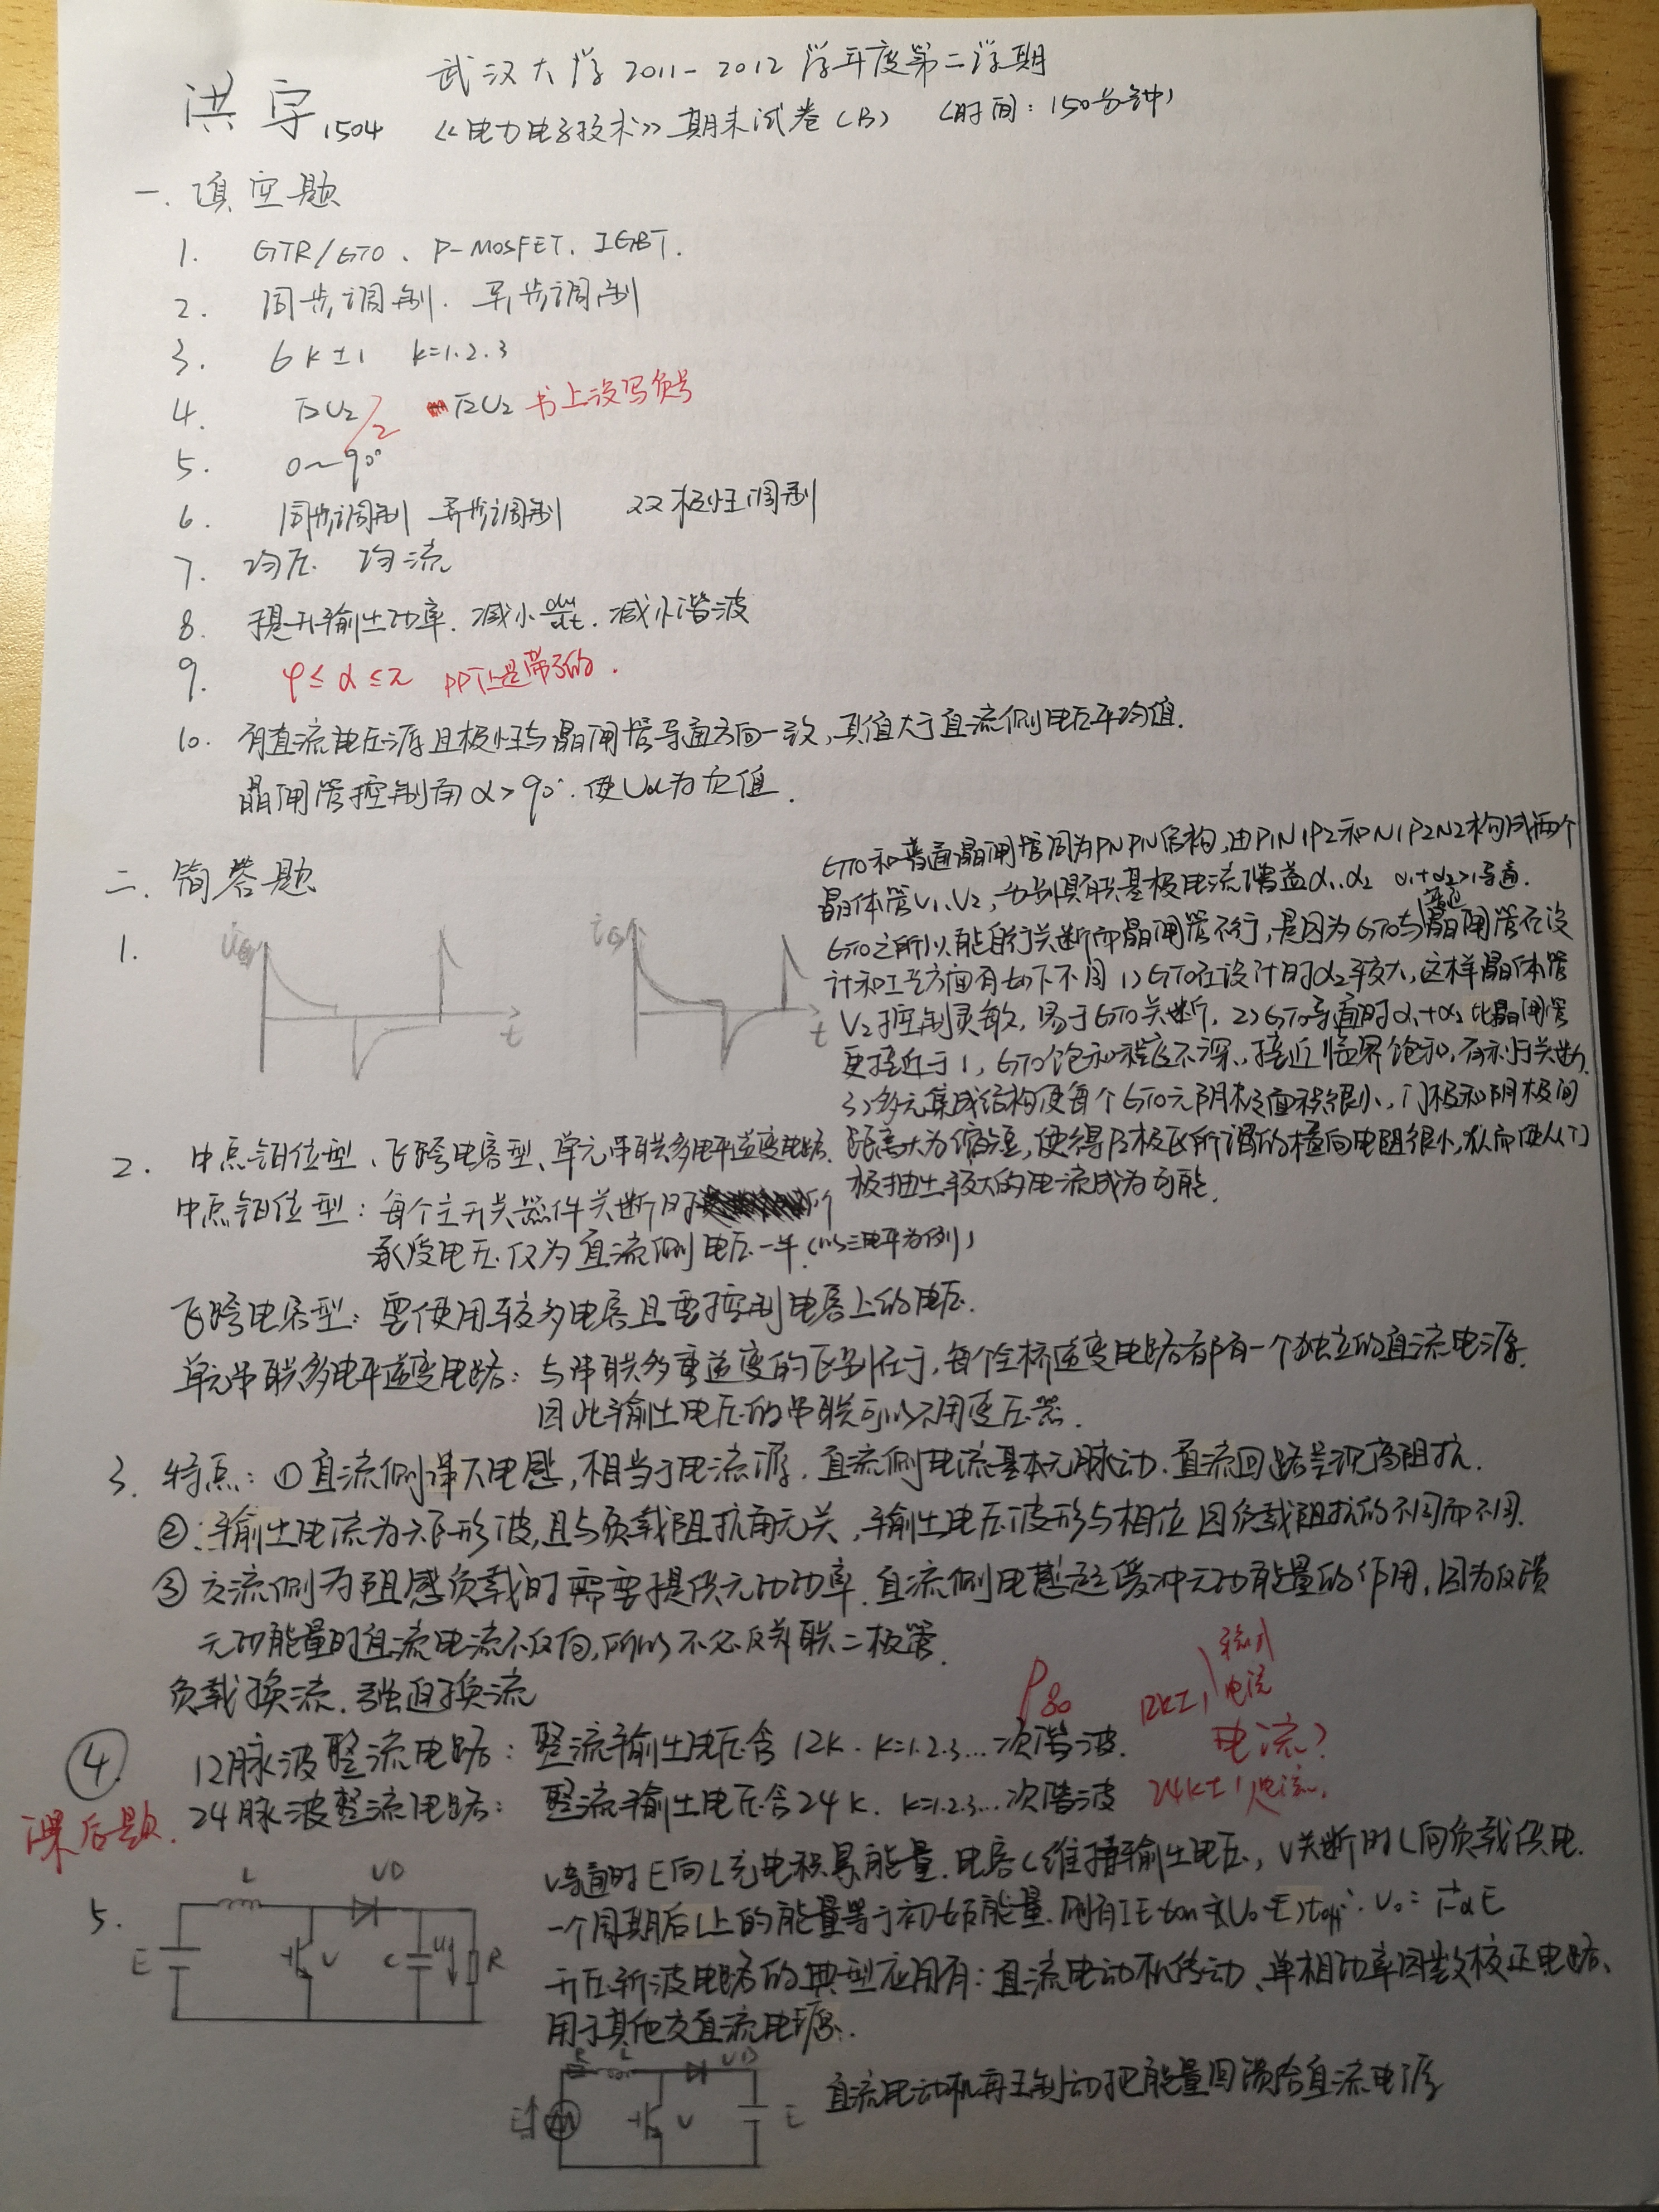 武汉大学 2011-2012 学年度第二学期
洪宇 1504 《电力电子技术》期末试卷(B) (时间: 150分钟)
一. 填空题
1. GTR/GTO、P-MOSFET. IGBT.
2. 同步调制. 异步调制
3. 6k±1 k=1.2.3
4. √2U₂/2 √2U₂ 书上没写负号
5. 0~90°
6. 同步调制 异步调制 双极性调制
7. 均压. 均流
8. 提升输出功率. 减小du/dt. 减小谐波
9. φ≤α≤π PPT上是带了的.
10. 有直流电压源且极性与晶闸管导通方向一致,其值大于直流侧电压平均值.
晶闸管控制角α>90°. 使Ud为负值.
二. 简答题
1. iG t iG t
GTO和普通晶闸管同为PNPN结构,由P1N1P2和N1P2N2构成两个
晶体管V₁、V₂,分别具有共基极电流增益α₁、α₂ α₁+α₂>1导通.
GTO之所以能自行关断而晶闸管不行,是因为GTO与普通晶闸管在设
计和工艺方面有如下不同 1) GTO在设计时α₂较大,这样晶体管
V₂控制灵敏,易于GTO关断. 2) GTO导通时α₁+α₂比晶闸管
更接近于1, GTO饱和程度不深,接近临界饱和,有利于关断.
3) 多元集成结构使每个GTO元阴极面积很小,门极和阴极间
距离大为缩短,使得P₂极区所谓的横向电阻很小,从而使从门
极抽出较大的电流成为可能.
2. 中点钳位型、飞跨电容型、单元串联多电平逆变电路.
中点钳位型: 每个主开关器件关断时所
承受电压仅为直流侧电压一半.(以三电平为例)
飞跨电容型: 要使用较多电容且要控制电容上的电压.
单元串联多电平逆变电路: 与串联多重逆变的区别在于,每个全桥逆变电路都有一个独立的直流电源.
因此输出电压的串联可以不用变压器.
3. 特点: ①直流侧串大电感,相当于电流源. 直流侧电流基本无脉动. 直流回路呈现高阻抗.
②: 输出电流为矩形波,且与负载阻抗角无关,输出电压波形与相位因负载阻抗的不同而不同.
③ 交流侧为阻感负载时需要提供无功功率. 直流侧电感起缓冲无功能量的作用,因为反馈
无功能量时直流电流不反向,所以不必反并联二极管.
负载换流. 强迫换流
P80 12k±1 输入电流
④ 12脉波整流电路: 整流输出电压含12k. k=1.2.3...次谐波. 电流?
课后题. 24脉波整流电路: 整流输出电压含24k. k=1.2.3...次谐波 24k±1 电流.
5. L VD E V C U R
V导通时E向L充电积累能量. 电容C维持输出电压, V关断时L向负载供电.
一个周期后L上的能量等于初始能量. 则有
升压斩波电路的典型应用有: 直流电动机传动、单相功率因数校正电路、
用于其他交直流电源.
R L VD M V E
直流电动机再生制动把能量回馈给直流电源